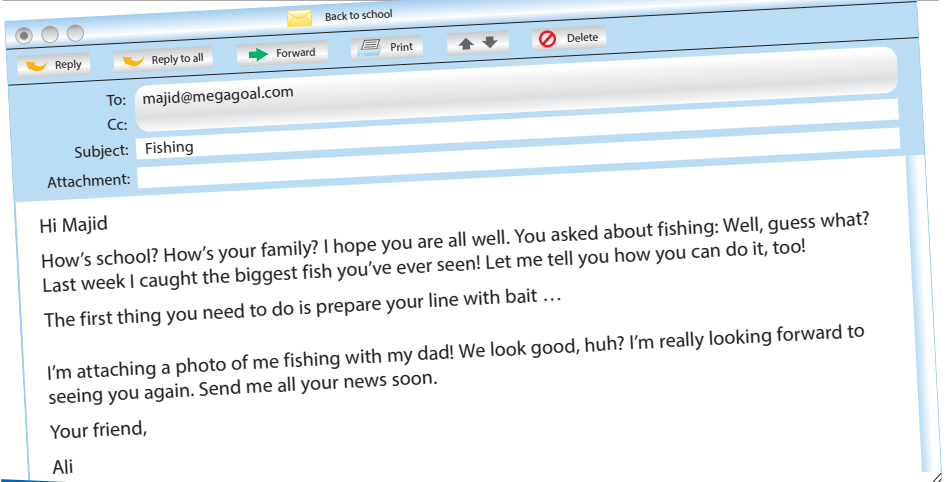 Back to school
Reply Reply to all Forward Print Delete
To: majid@megagoal.com
Cc:
Subject: Fishing
Attachment:
Hi Majid
How's school? How's your family? I hope you are all well. You asked about fishing: Well, guess what?
Last week I caught the biggest fish you've ever seen! Let me tell you how you can do it, too!
The first thing you need to do is prepare your line with bait …
I'm attaching a photo of me fishing with my dad! We look good, huh? I'm really looking forward to
seeing you again. Send me all your news soon.
Your friend,
Ali